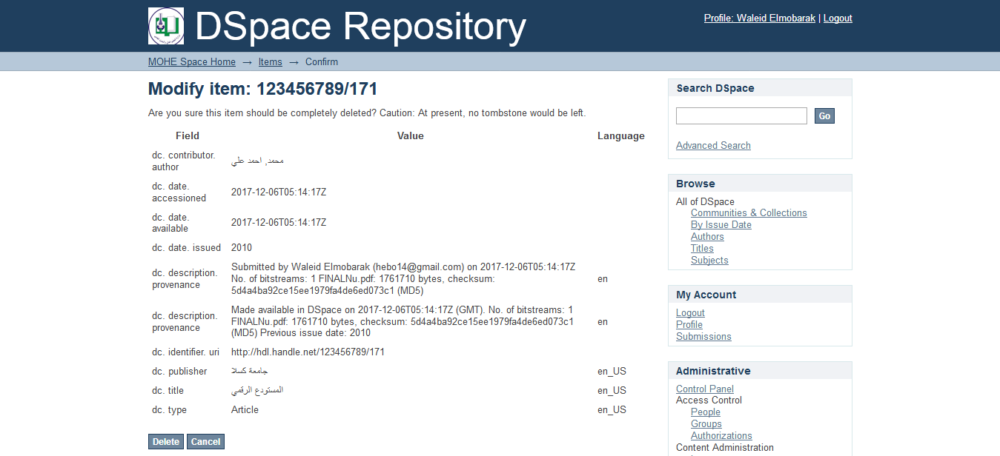 DSpace Repository
Profile: Waleid Elmobarak | Logout
MOHE Space Home → Items → Confirm
Modify item: 123456789/171
Are you sure this item should be completely deleted? Caution: At present, no tombstone would be left.
Field Value Language
dc. contributor.
author
محمد, احمد علي
dc. date.
accessioned
2017-12-06T05:14:17Z
dc. date.
available
2017-12-06T05:14:17Z
dc. date. issued 2010
dc. description.
provenance
Submitted by Waleid Elmobarak (hebo14@gmail.com) on 2017-12-06T05:14:17Z
No. of bitstreams: 1 FINALNu.pdf: 1761710 bytes, checksum:
5d4a4ba92ce15ee1979fa4de6ed073c1 (MD5)
en
dc. description.
provenance
Made available in DSpace on 2017-12-06T05:14:17Z (GMT). No. of bitstreams: 1
FINALNu.pdf: 1761710 bytes, checksum: 5d4a4ba92ce15ee1979fa4de6ed073c1
(MD5) Previous issue date: 2010
en
dc. identifier. uri http://hdl.handle.net/123456789/171
dc. publisher جامعة كسلا en_US
dc. title المستودع الرقمي en_US
dc. type Article en_US
Delete Cancel
Search DSpace
Go
Advanced Search
Browse
All of DSpace
Communities & Collections
By Issue Date
Authors
Titles
Subjects
My Account
Logout
Profile
Submissions
Administrative
Control Panel
Access Control
People
Groups
Authorizations
Content Administration